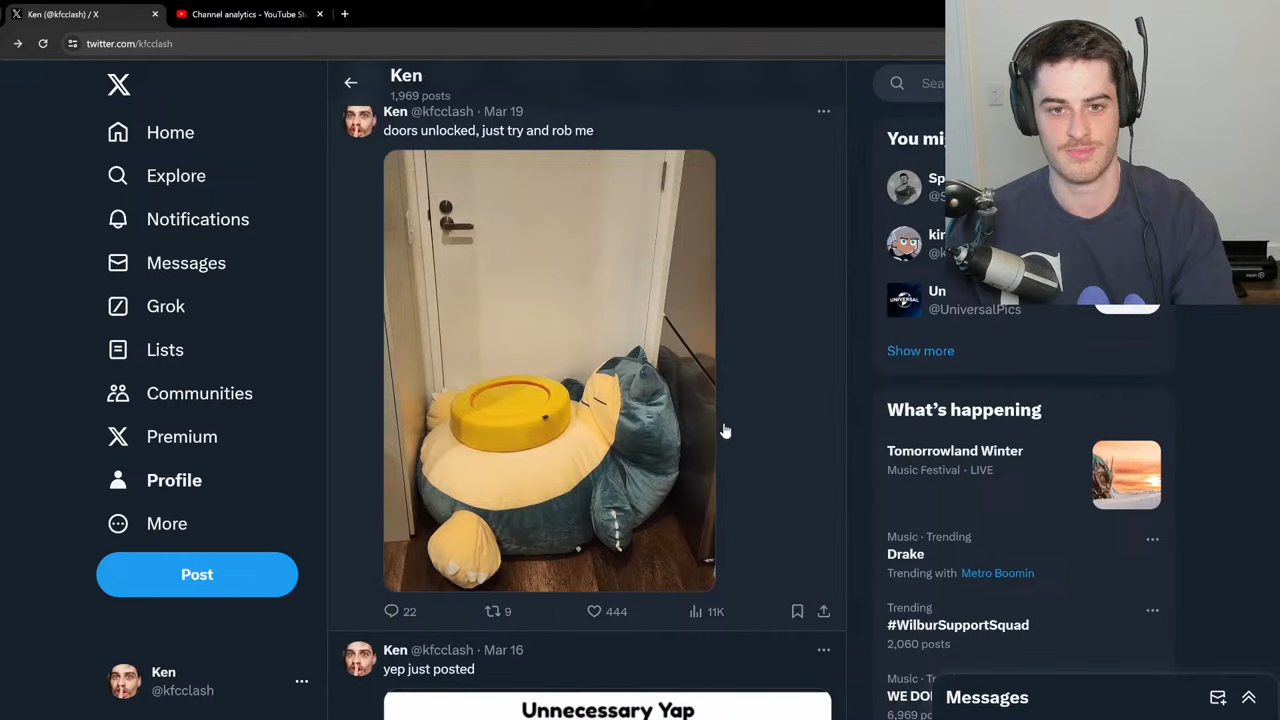 Ken (@kfcclash) / X
Channel analytics - YouTube St
twitter.com/kfcclash
Home
Explore
Notifications
Messages
Grok
Lists
Communities
Premium
Profile
More
Post
Ken
@kfcclash
Ken
1,969 posts
Ken @kfcclash · Mar 19
doors unlocked, just try and rob me
22
9
444
11K
Ken @kfcclash · Mar 16
yep just posted
Unnecessary Yap
Sea
You mi
Sp
@S
kin
@k
Un
@UniversalPics
UNIVERSAL
Show more
What's happening
Tomorrowland Winter
Music Festival · LIVE
Music · Trending
Drake
Trending with Metro Boomin
Trending
#WilburSupportSquad
2,060 posts
Music · T
WE DO
6,969 po
Messages